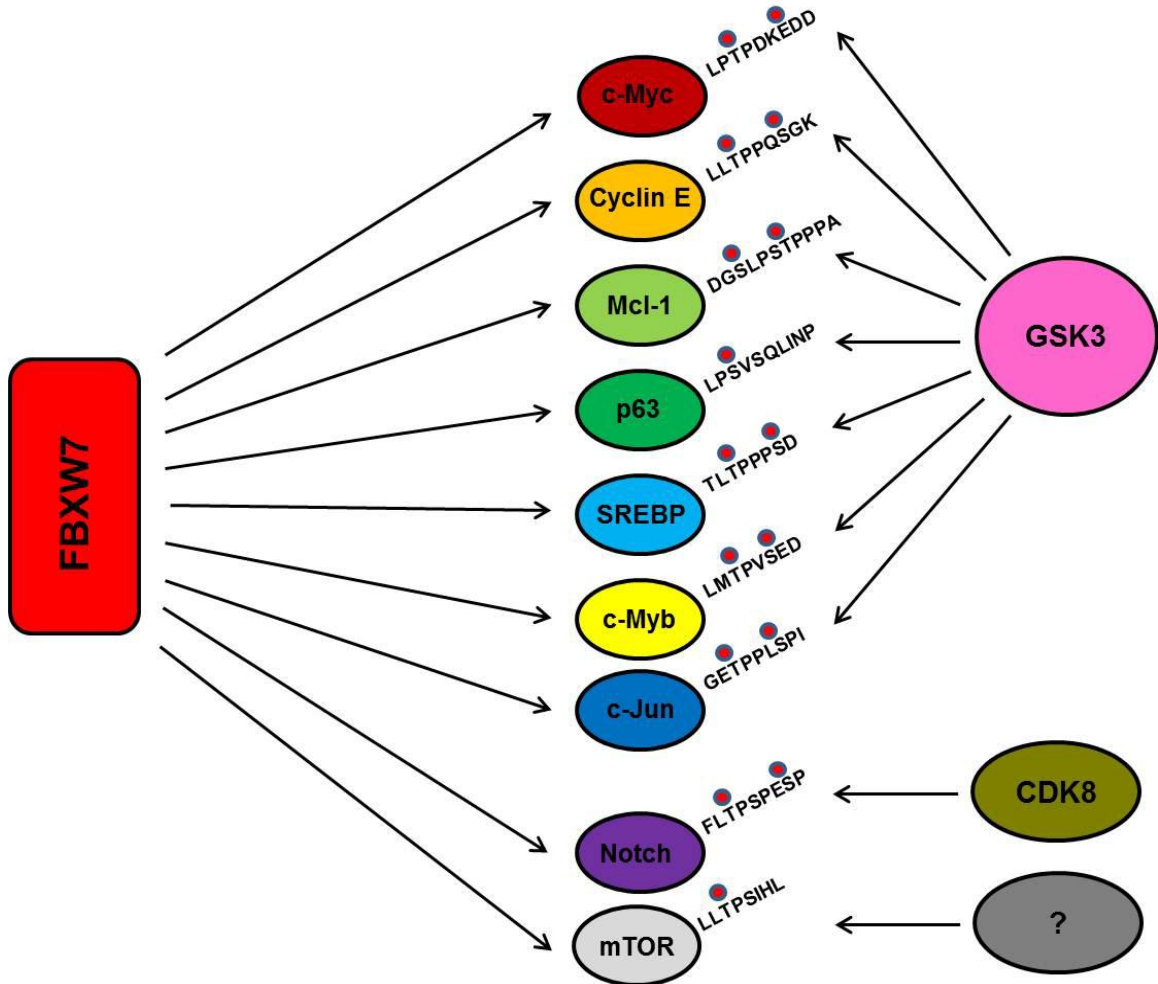 LPTPDKEDD
c-Myc
LLTPPQSGK
Cyclin E
DGSLPSTPPPA
Mcl-1
GSK3
LPSVSQLINP
p63
TLTPPPSD
FBXW7
SREBP
LMTPVSED
c-Myb
GETPPLSPI
c-Jun
FLTPSPESP
CDK8
Notch
LLTPSIHL
?
mTOR